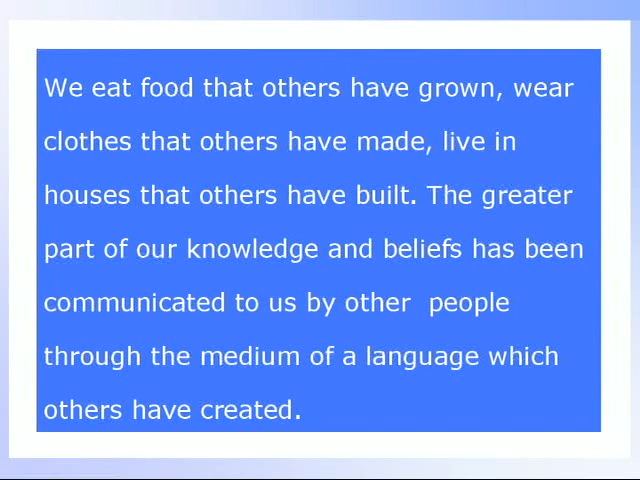 We eat food that others have grown, wear
clothes that others have made, live in
houses that others have built. The greater
part of our knowledge and beliefs has been
communicated to us by other  people
through the medium of a language which
others have created.